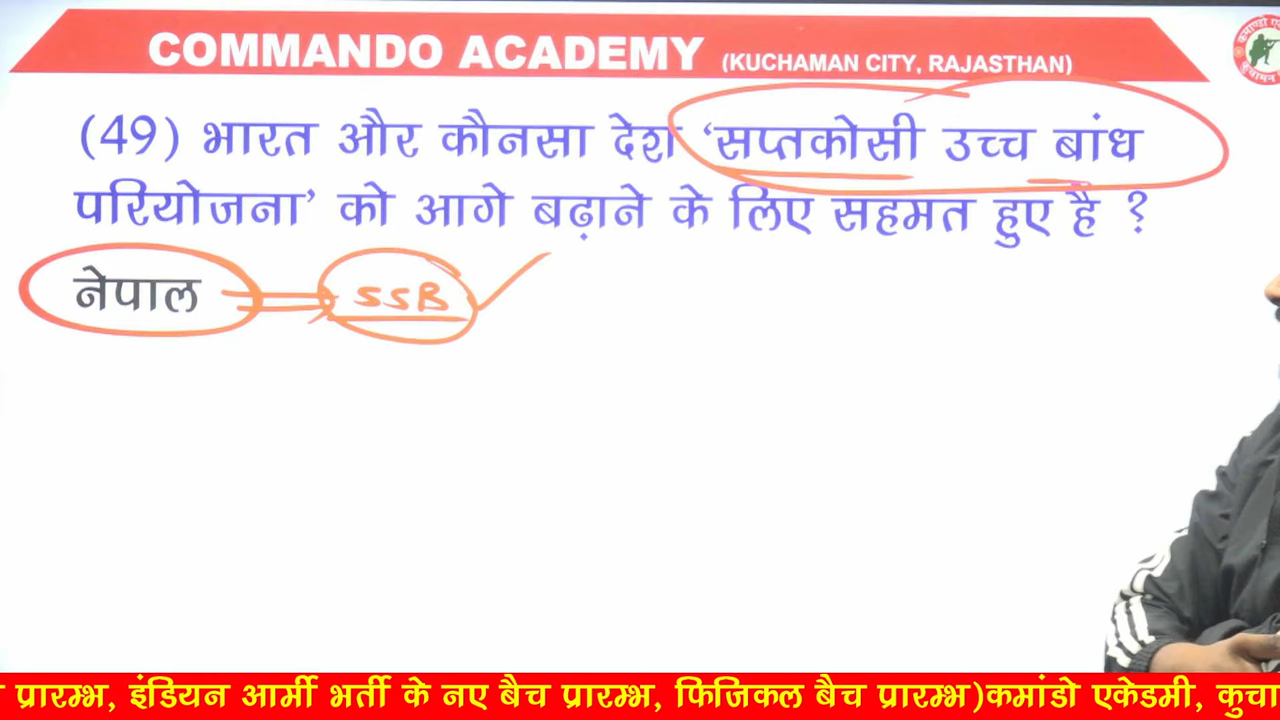 COMMANDO ACADEMY (KUCHAMAN CITY, RAJASTHAN)
(49) भारत और कौनसा देश ‘सप्तकोसी उच्च बांध
परियोजना’ को आगे बढ़ाने के लिए सहमत हुए है ?
नेपाल SSB
प्रारम्भ, इंडियन आर्मी भर्ती के नए बैच प्रारम्भ, फिजिकल बैच प्रारम्भ)कमांडो एकेडमी, कुचा